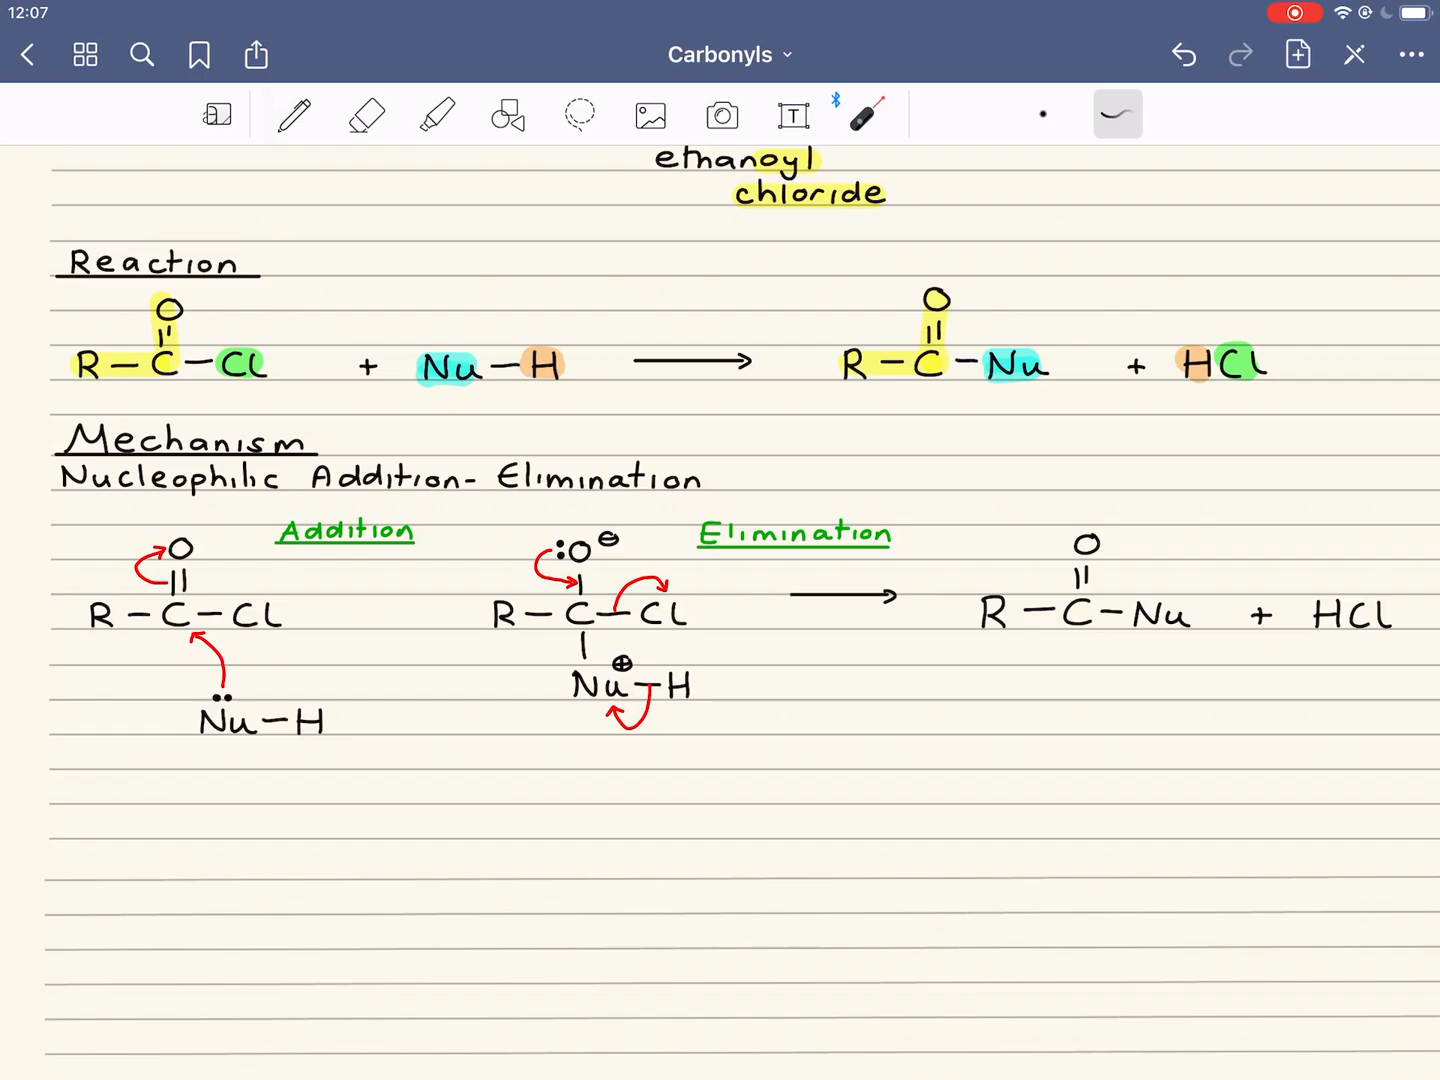 12:07
Carbonyls
T
ethanoyl
chloride
Reaction
O
R — C — Cl + Nu — H ⟶ R — C — Nu + HCl
O
Mechanism
Nucleophilic Addition- Elimination
Addition
Elimination
O
:O ⊖
O
R — C — Cl
R — C — Cl
⟶ R — C — Nu + HCl
Nu ⊕ — H
·· Nu — H